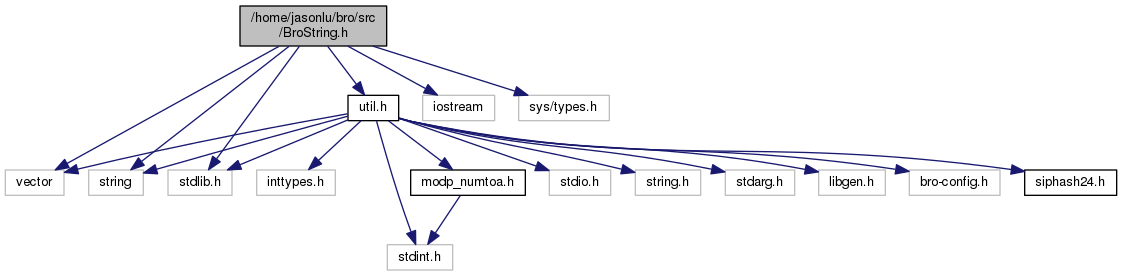 /home/jasonlu/bro/src
/BroString.h
util.h
iostream
sys/types.h
vector
string
stdlib.h
inttypes.h
modp_numtoa.h
stdio.h
string.h
stdarg.h
libgen.h
bro-config.h
siphash24.h
stdint.h